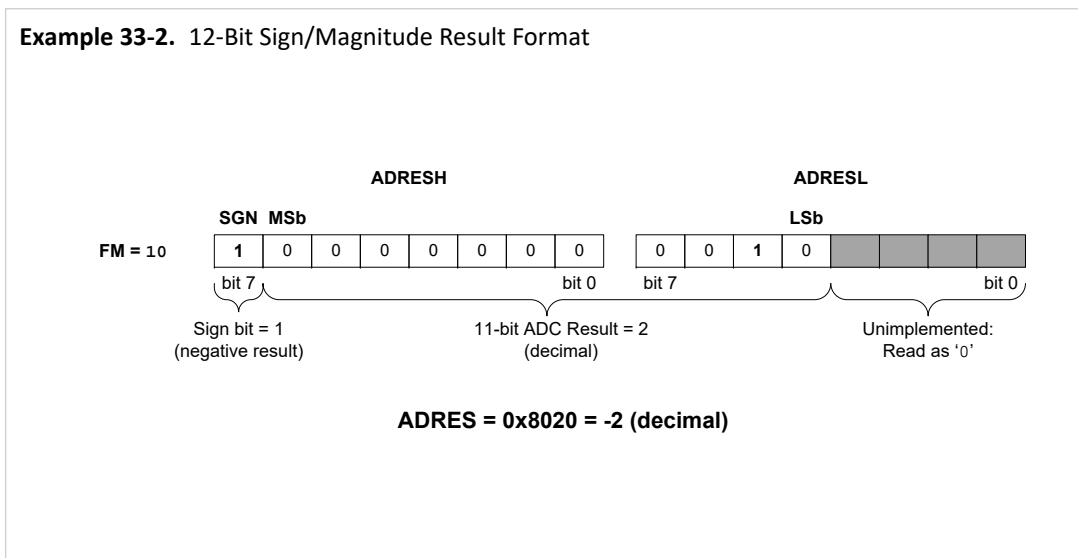 Example 33-2. 12-Bit Sign/Magnitude Result Format
ADRESH ADRESL
SGN MSb LSb
FM = 10 1 0 0 0 0 0 0 0 0 0 1 0
bit 7 bit 0 bit 7 bit 0
Sign bit = 1 11-bit ADC Result = 2 Unimplemented:
(negative result) (decimal) Read as ‘0’
ADRES = 0x8020 = -2 (decimal)